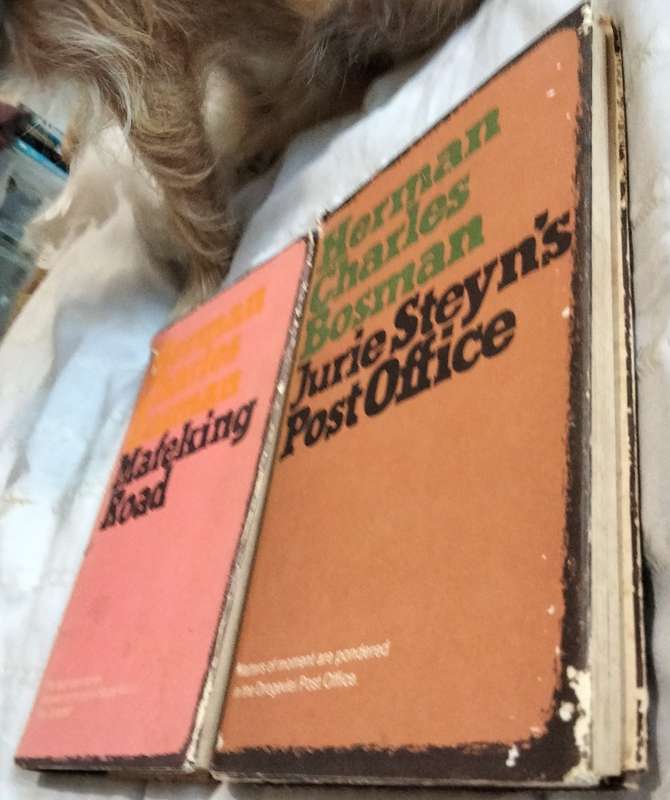 Herman
Charles
Bosman
Mafeking
Road
Herman
Charles
Bosman
Jurie Steyn's
Post Office
Matters of moment are pondered
in the Drogevlei Post Office.